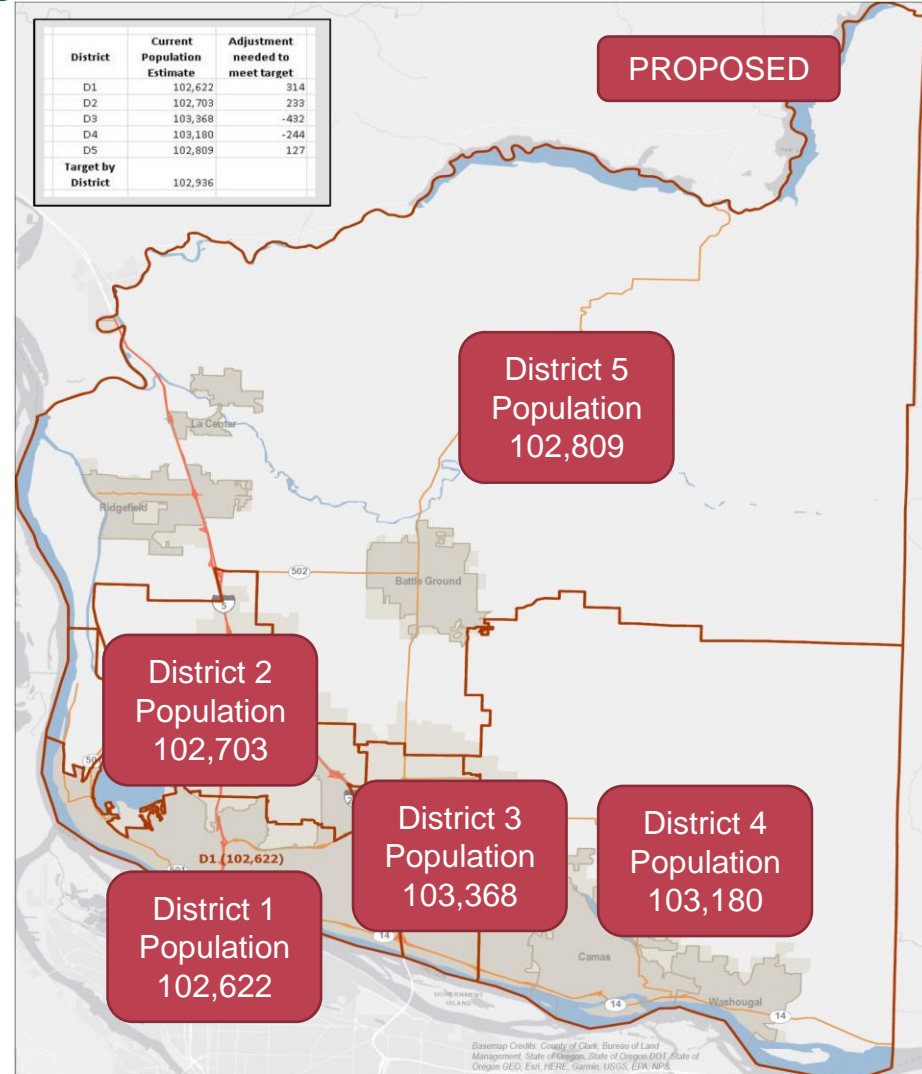 District
Current
Population
Estimate
Adjustment
needed to
meet target
D1 102,622 314
D2 102,703 233
D3 103,368 -432
D4 103,180 -244
D5 102,809 127
Target by
District 102,936
PROPOSED
District 5
Population
102,809
La Center
Ridgefield
502
5
Battle Ground
District 2
Population
102,703
District 3
Population
103,368
District 4
Population
103,180
D1 (102,622)
District 1
Population
102,622
14
Camas
GOVERNMENT
ISLAND
14
Washougal
14
Basemap Credits: County of Clark, Bureau of Land
Management, State of Oregon, State of Oregon DOT, State of
Oregon GEO, Esri, HERE, Garmin, USGS, EPA, NPS